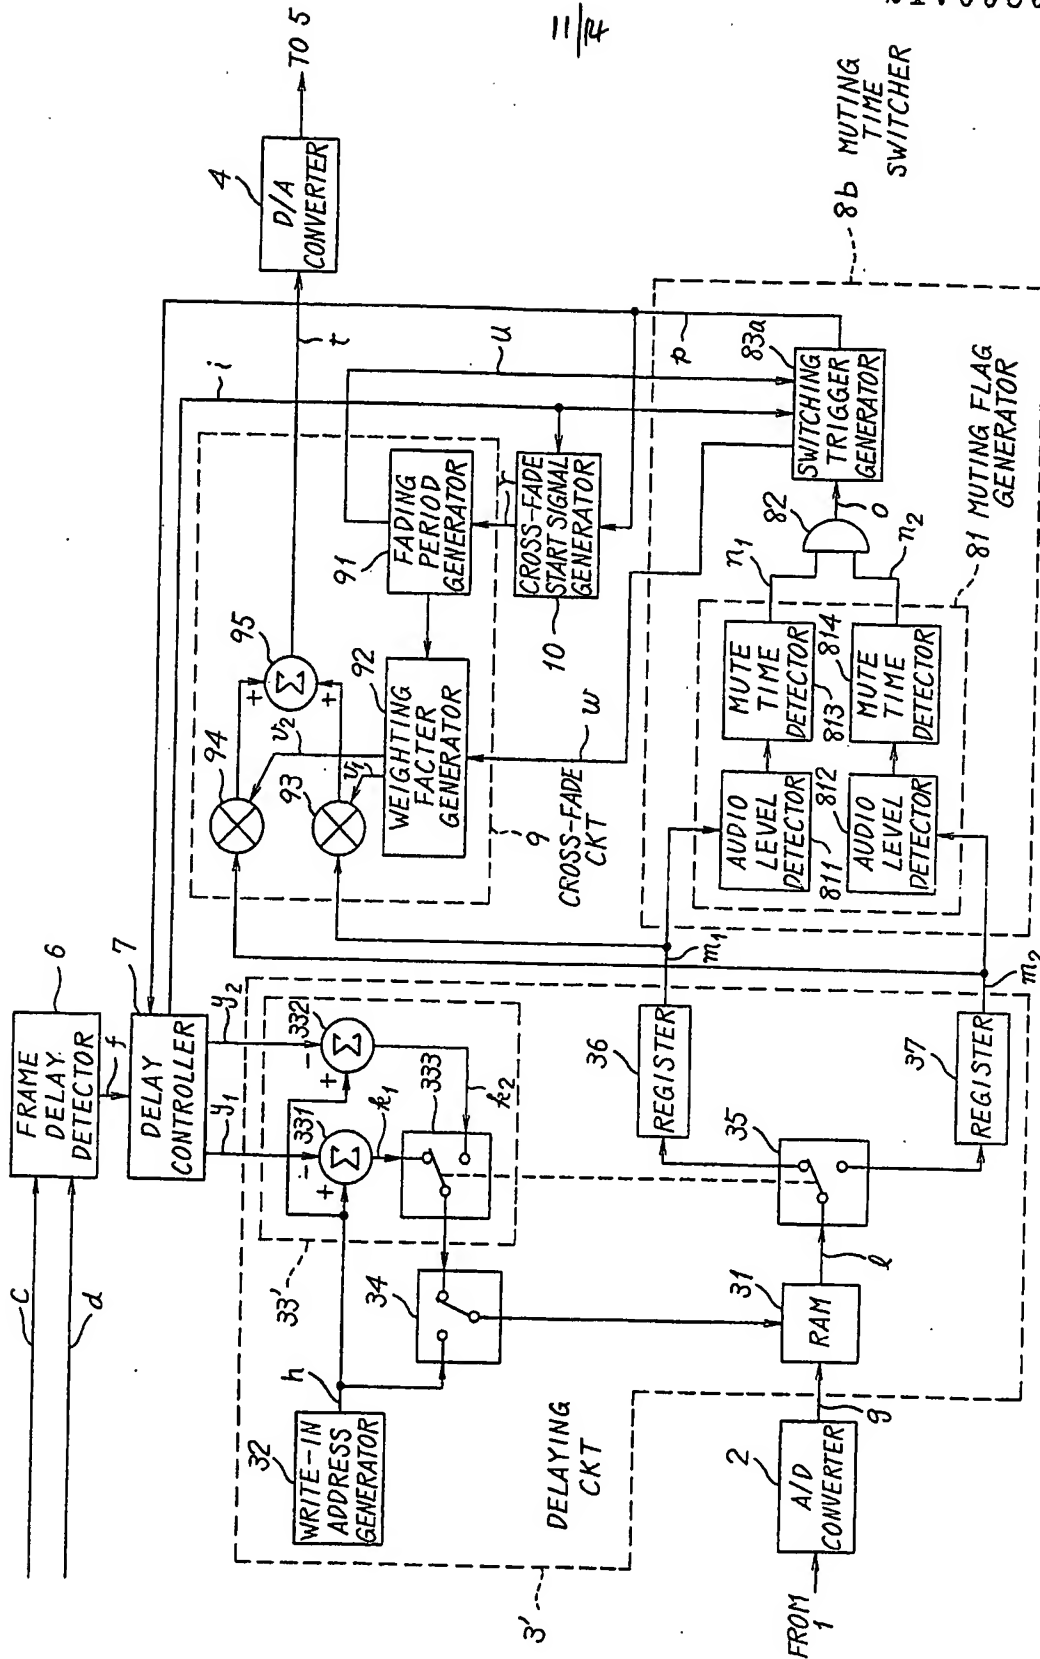 11/14
C
d
FRAME
DELAY
DETECTOR
6
f
DELAY
CONTROLLER
7
y1
y2
i
TO 5
D/A
CONVERTER
4
t
u
p
94
95
93
+
+
Σ
v2
v1
92
WEIGHTING
FACTER
GENERATOR
91
FADING
PERIOD
GENERATOR
r
CROSS-FADE
START SIGNAL
GENERATOR
10
9
CROSS-FADE
CKT
w
8b MUTING
TIME
SWITCHER
83a
SWITCHING
TRIGGER
GENERATOR
82
o
n1
n2
81 MUTING FLAG
GENERATOR
MUTE
TIME
DETECTOR
813
814
MUTE
TIME
DETECTOR
AUDIO
LEVEL
DETECTOR
811
812
AUDIO
LEVEL
DETECTOR
m1
m2
36
REGISTER
37
REGISTER
35
l
31
RAM
g
2
A/D
CONVERTER
FROM
1
DELAYING
CKT
3'
32
WRITE-IN
ADDRESS
GENERATOR
h
34
33'
331
332
333
k1
k2
Σ
Σ
+
-
+
-